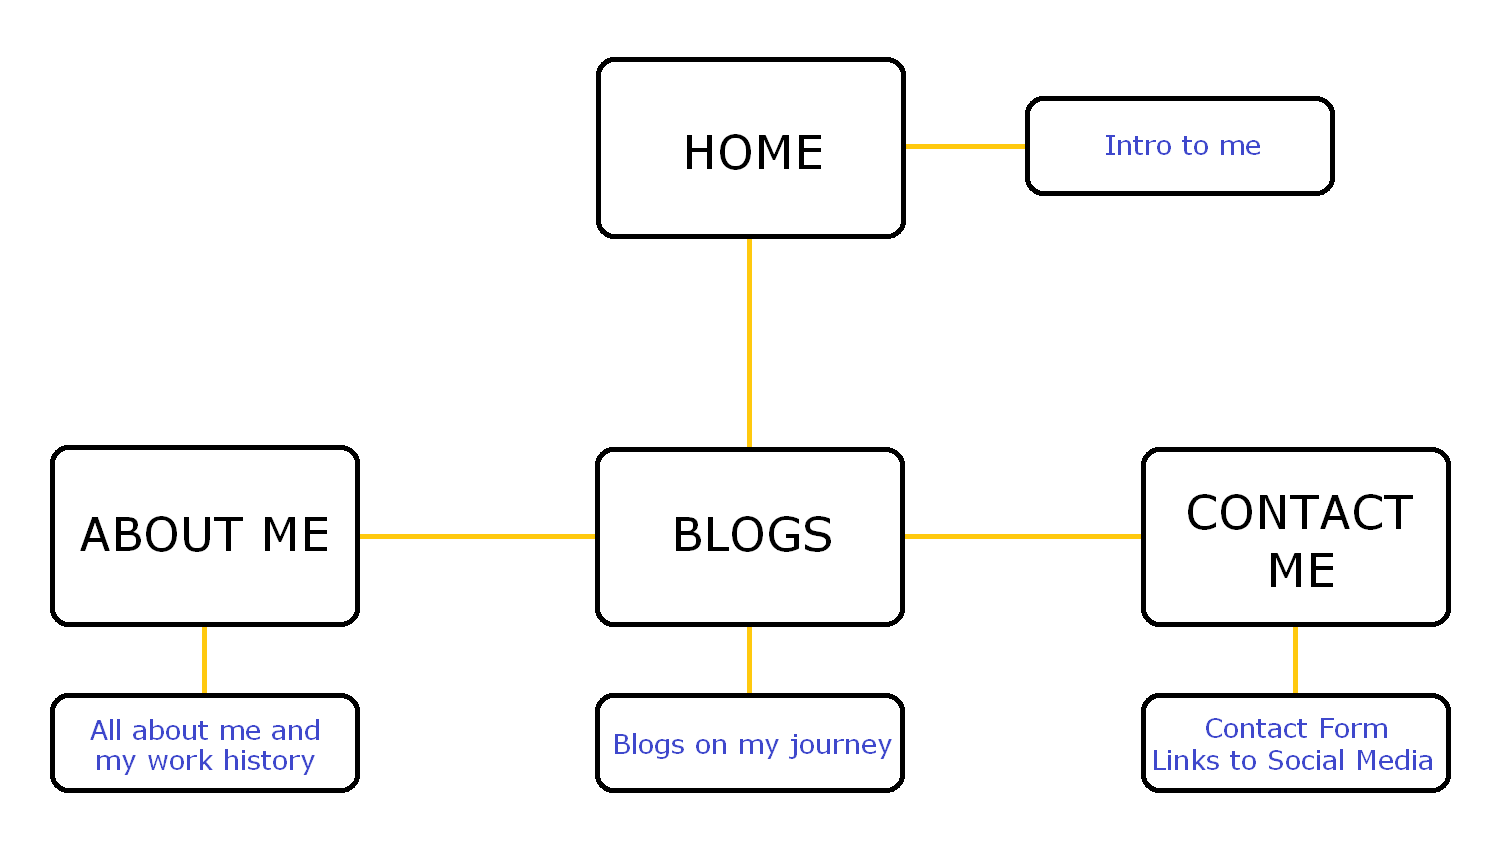 HOME
Intro to me
ABOUT ME
BLOGS
CONTACT
ME
All about me and
my work history
Blogs on my journey
Contact Form
Links to Social Media